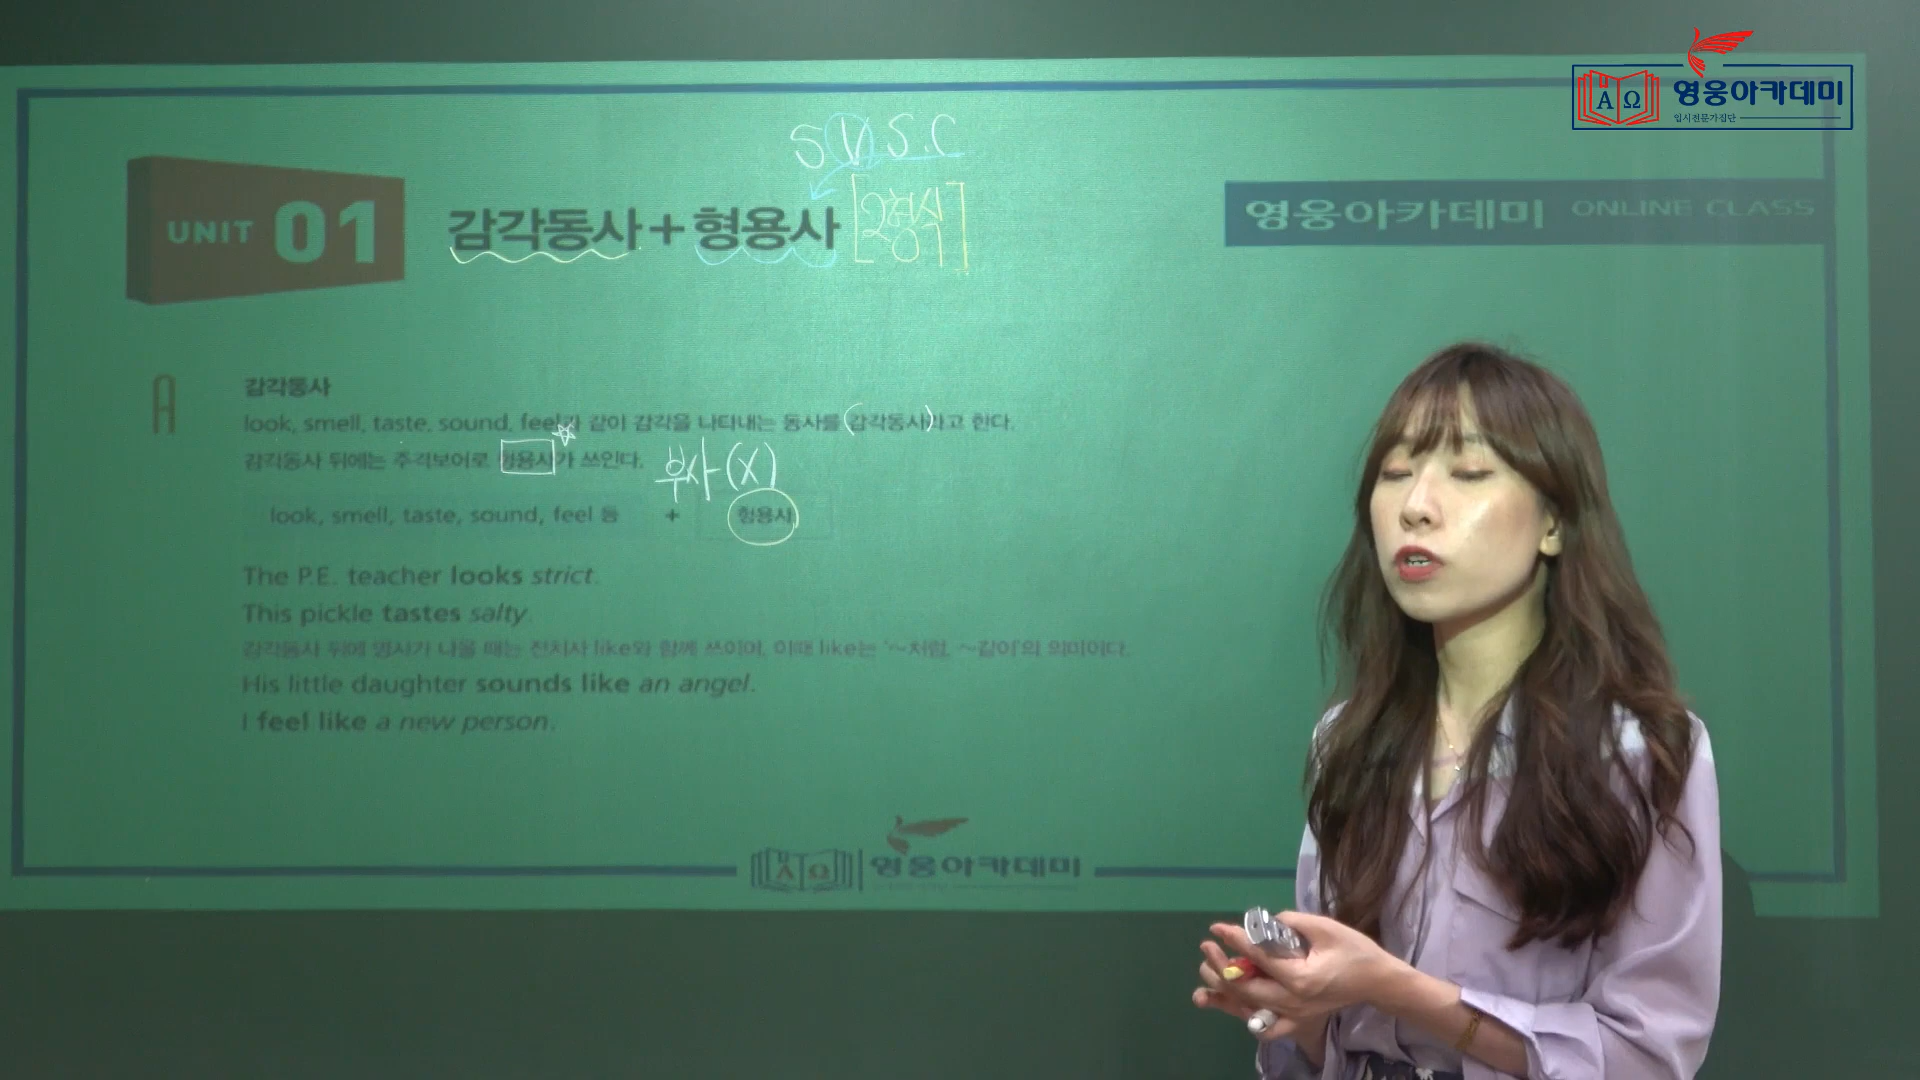 영웅아카데미
입시전문가집단
S V S.C
UNIT 01
감각동사+형용사 [2형식]
영웅아카데미 ONLINE CLASS
A
감각동사
look, smell, taste, sound, feel과 같이 감각을 나타내는 동사를 (감각동사)라고 한다.
감각동사 뒤에는 주격보어로 형용사가 쓰인다. 부사(X)
look, smell, taste, sound, feel 등 + 형용사
The P.E. teacher looks strict.
This pickle tastes salty.
감각동사 뒤에 명사가 나올 때는 전치사 like와 함께 쓰이며, 이때 like는 '~처럼, ~같이'의 의미이다.
His little daughter sounds like an angel.
I feel like a new person.
영웅아카데미